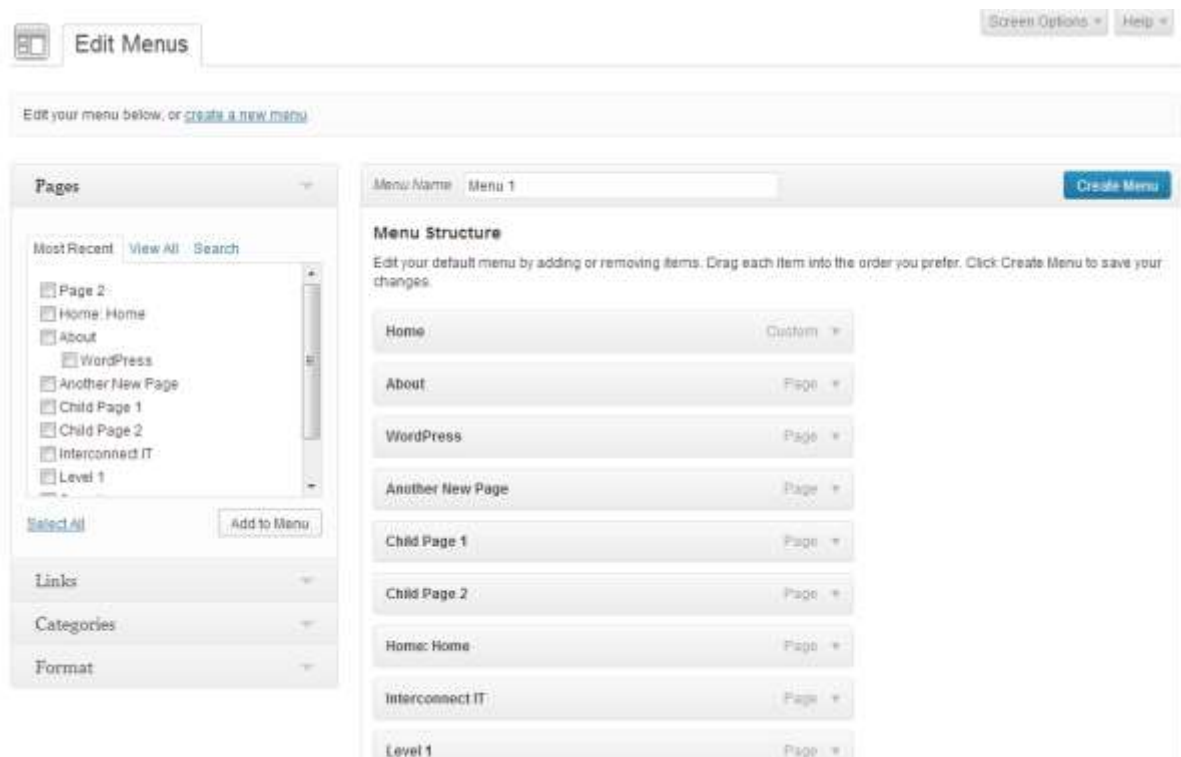 Screen Options
Help
Edit Menus
Edit your menu below, or create a new menu
Pages
Most Recent View All Search
Page 2
Home: Home
About
WordPress
Another New Page
Child Page 1
Child Page 2
Interconnect IT
Level 1
Select All
Add to Menu
Links
Categories
Format
Menu Name Menu 1
Create Menu
Menu Structure
Edit your default menu by adding or removing items. Drag each item into the order you prefer. Click Create Menu to save your
changes.
Home Custom
About Page
WordPress Page
Another New Page Page
Child Page 1 Page
Child Page 2 Page
Home: Home Page
Interconnect IT Page
Level 1 Page